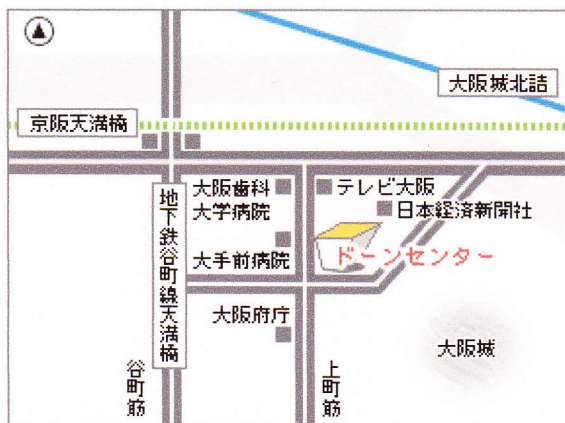 大阪城北詰
京阪天満橋
地下鉄谷町線天満橋
大阪歯科
大学病院
テレビ大阪
日本経済新聞社
大手前病院
ドーンセンター
大阪府庁
大阪城
谷町筋
上町筋